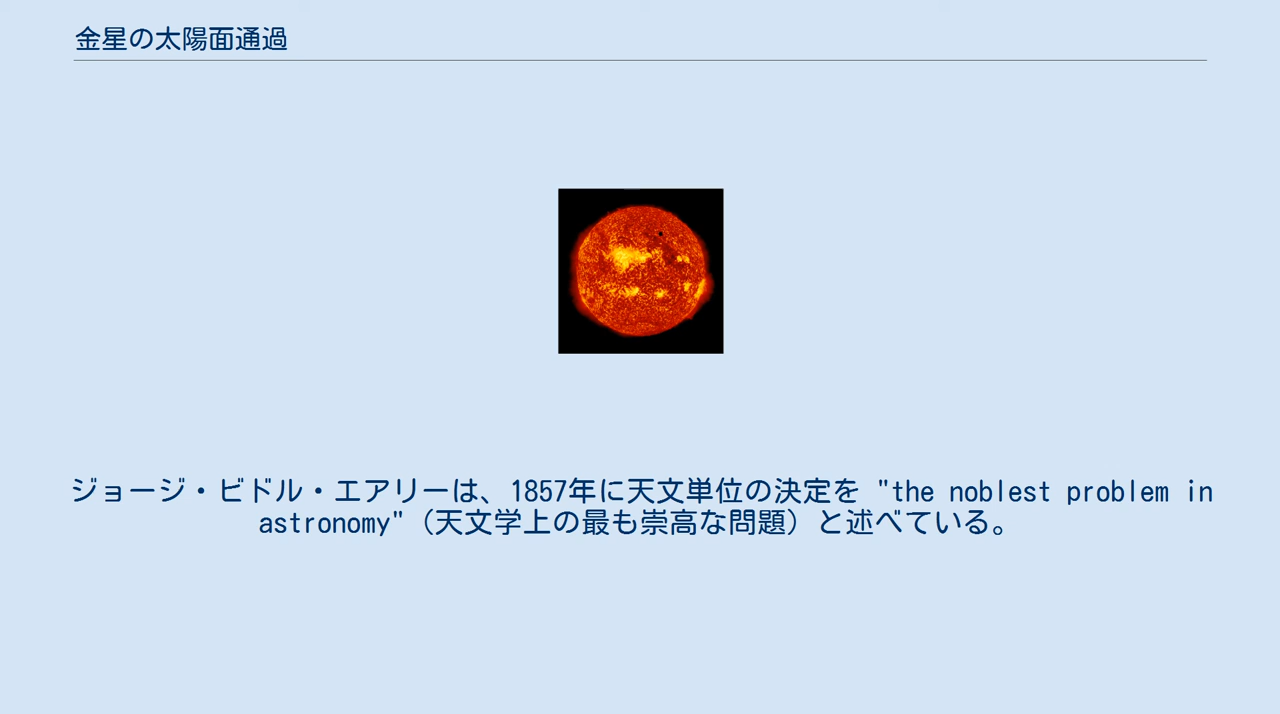 金星の太陽面通過
ジョージ・ビドル・エアリーは、1857年に天文単位の決定を "the noblest problem in
astronomy"（天文学上の最も崇高な問題）と述べている。